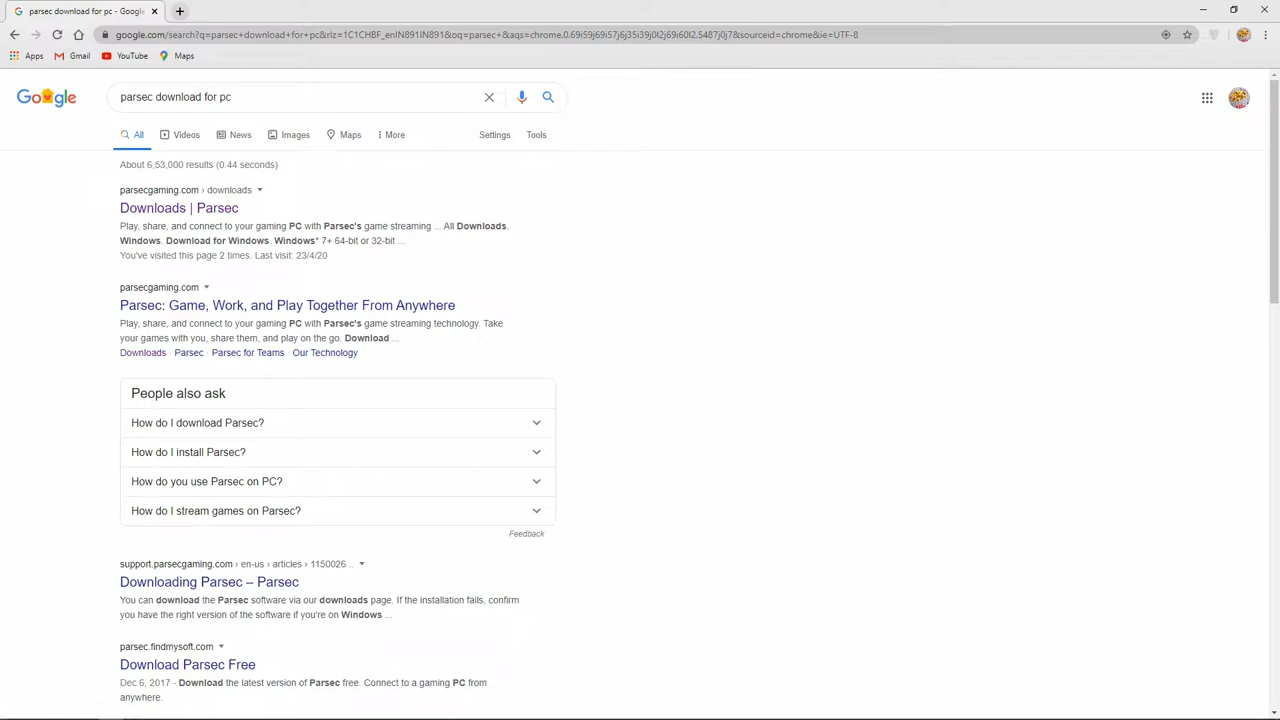 parsec download for pc - Googl
google.com/search?q=parsec+download+for+pc&rlz=1C1CHBF_enIN891IN891&oq=parsec+&aqs=chrome.0.69i59j69i57j6j35i39j0l2j69i60l2.5487j0j7&sourceid=chrome&ie=UTF-8
Apps Gmail YouTube Maps
Google parsec download for pc
All Videos News Images Maps More Settings Tools
About 6,53,000 results (0.44 seconds)
parsecgaming.com › downloads
Downloads | Parsec
Play, share, and connect to your gaming PC with Parsec's game streaming ... All Downloads.
Windows. Download for Windows. Windows* 7+ 64-bit or 32-bit ...
You've visited this page 2 times. Last visit: 23/4/20
parsecgaming.com
Parsec: Game, Work, and Play Together From Anywhere
Play, share, and connect to your gaming PC with Parsec's game streaming technology. Take
your games with you, share them, and play on the go. Download ...
Downloads · Parsec · Parsec for Teams · Our Technology
People also ask
How do I download Parsec?
How do I install Parsec?
How do you use Parsec on PC?
How do I stream games on Parsec?
Feedback
support.parsecgaming.com › en-us › articles › 1150026...
Downloading Parsec – Parsec
You can download the Parsec software via our downloads page. If the installation fails, confirm
you have the right version of the software if you're on Windows ...
parsec.findmysoft.com
Download Parsec Free
Dec 6, 2017 - Download the latest version of Parsec free. Connect to a gaming PC from
anywhere.